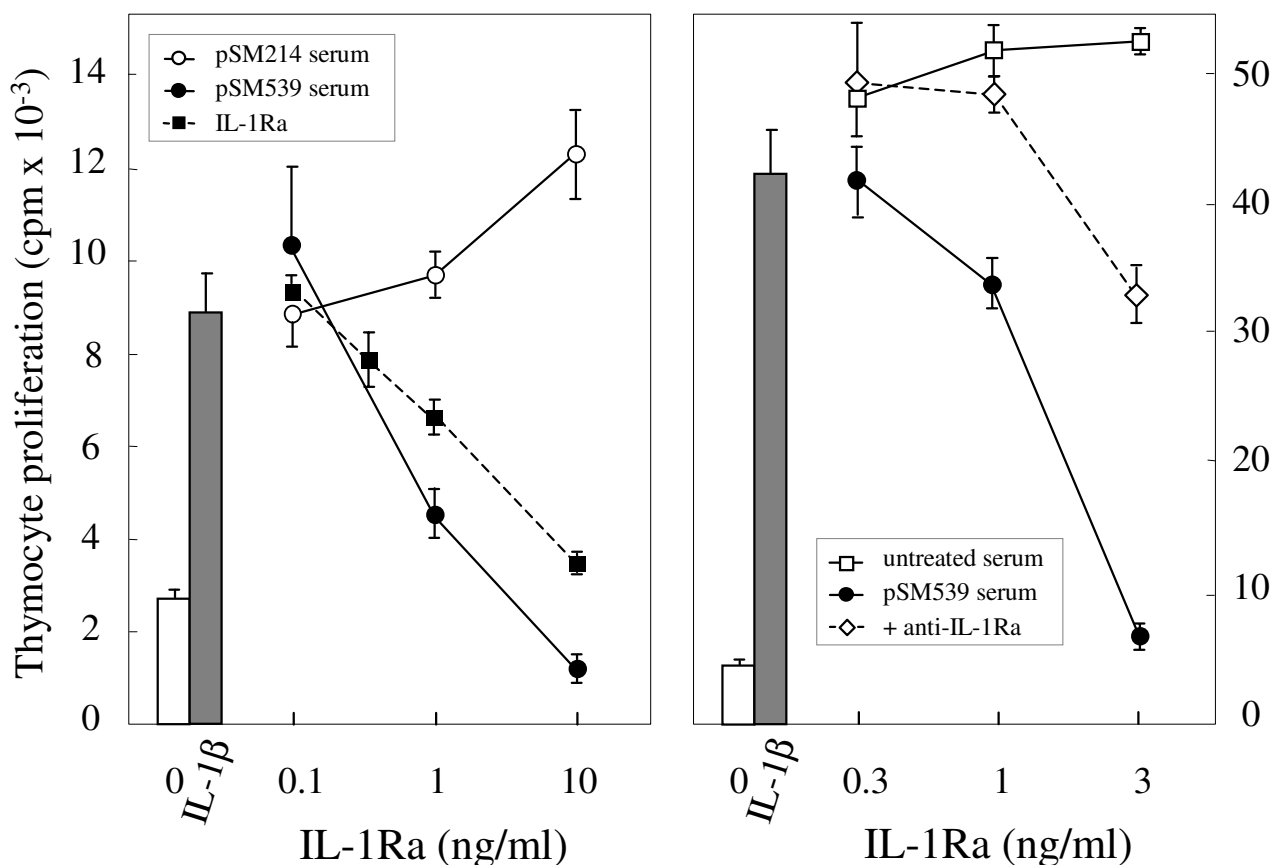 Thymocyte proliferation (cpm x 10-3)
14
12
10
8
6
4
2
0
pSM214 serum
pSM539 serum
IL-1Ra
0
IL-1β
0.1
1
10
IL-1Ra (ng/ml)
50
40
30
20
10
0
untreated serum
pSM539 serum
+ anti-IL-1Ra
0
IL-1β
0.3
1
3
IL-1Ra (ng/ml)